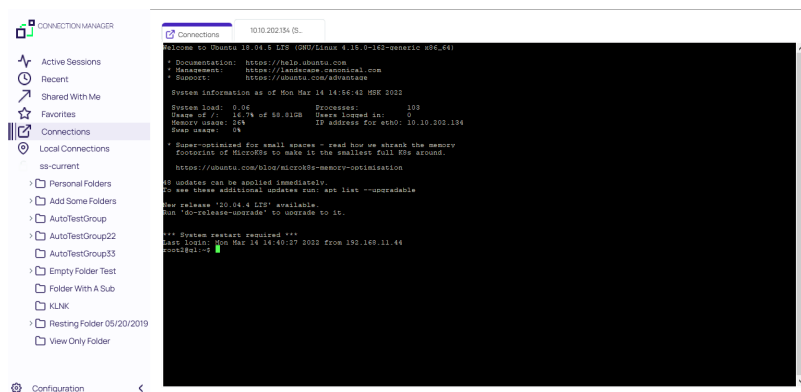 CONNECTION MANAGER
Active Sessions
Recent
Shared With Me
Favorites
Connections
Local Connections
ss-current
Personal Folders
Add Some Folders
AutoTestGroup
AutoTestGroup22
AutoTestGroup33
Empty Folder Test
Folder With A Sub
KLNK
Resting Folder 05/20/2019
View Only Folder
Configuration
Connections
10.10.202.134 (S...
Welcome to Ubuntu 18.04.6 LTS (GNU/Linux 4.15.0-163-generic x86_64)
* Documentation: https://help.ubuntu.com
* Management: https://landscape.canonical.com
* Support: https://ubuntu.com/advantage
System information as of Mon Mar 14 14:56:42 MSK 2022
System load: 0.06 Processes: 103
Usage of /: 16.7% of 58.81GB Users logged in: 0
Memory usage: 26% IP address for eth0: 10.10.202.134
Swap usage: 0%
* Super-optimized for small spaces - read how we shrank the memory
footprint of MicroK8s to make it the smallest full K8s around.
https://ubuntu.com/blog/microk8s-memory-optimisation
48 updates can be applied immediately.
To see these additional updates run: apt list --upgradable
New release '20.04.4 LTS' available.
Run 'do-release-upgrade' to upgrade to it.
*** System restart required ***
Last login: Mon Mar 14 14:40:27 2022 from 192.168.11.44
root2@q1:~$